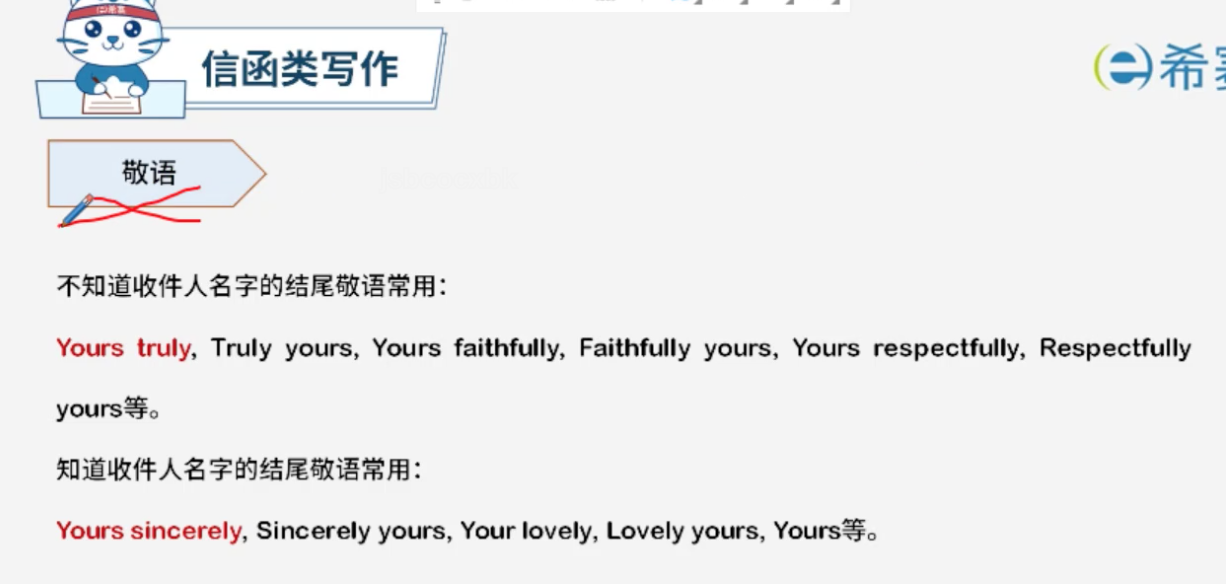 信函类写作
希赛
敬语
不知道收件人名字的结尾敬语常用：
Yours truly, Truly yours, Yours faithfully, Faithfully yours, Yours respectfully, Respectfully
yours等。
知道收件人名字的结尾敬语常用：
Yours sincerely, Sincerely yours, Your lovely, Lovely yours, Yours等。